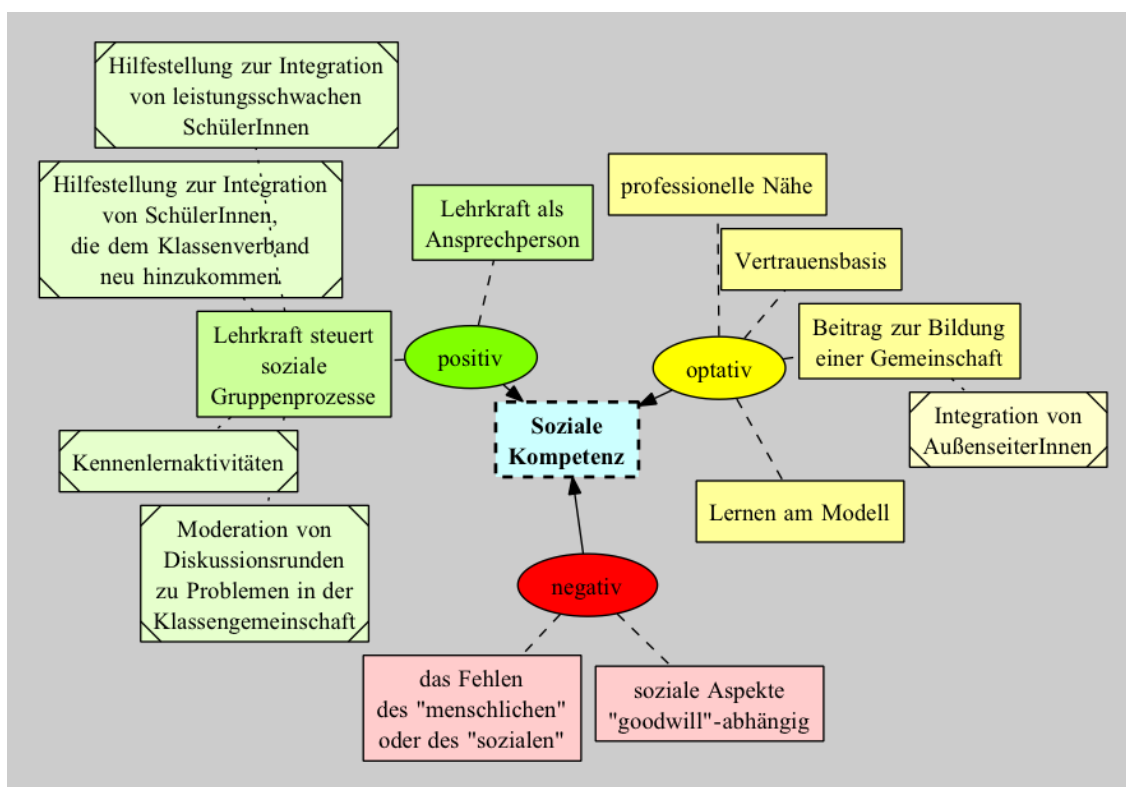 Hilfestellung zur Integration
von leistungsschwachen
SchülerInnen
Hilfestellung zur Integration
von SchülerInnen,
die dem Klassenverband
neu hinzukommen
professionelle Nähe
Lehrkraft als
Ansprechperson
Vertrauensbasis
Lehrkraft steuert
soziale
Gruppenprozesse
positiv
optativ
Beitrag zur Bildung
einer Gemeinschaft
Soziale
Kompetenz
Integration von
AußenseiterInnen
Kennenlernaktivitäten
Lernen am Modell
Moderation von
Diskussionsrunden
zu Problemen in der
Klassengemeinschaft
negativ
das Fehlen
des "menschlichen"
oder des "sozialen"
soziale Aspekte
"goodwill"-abhängig